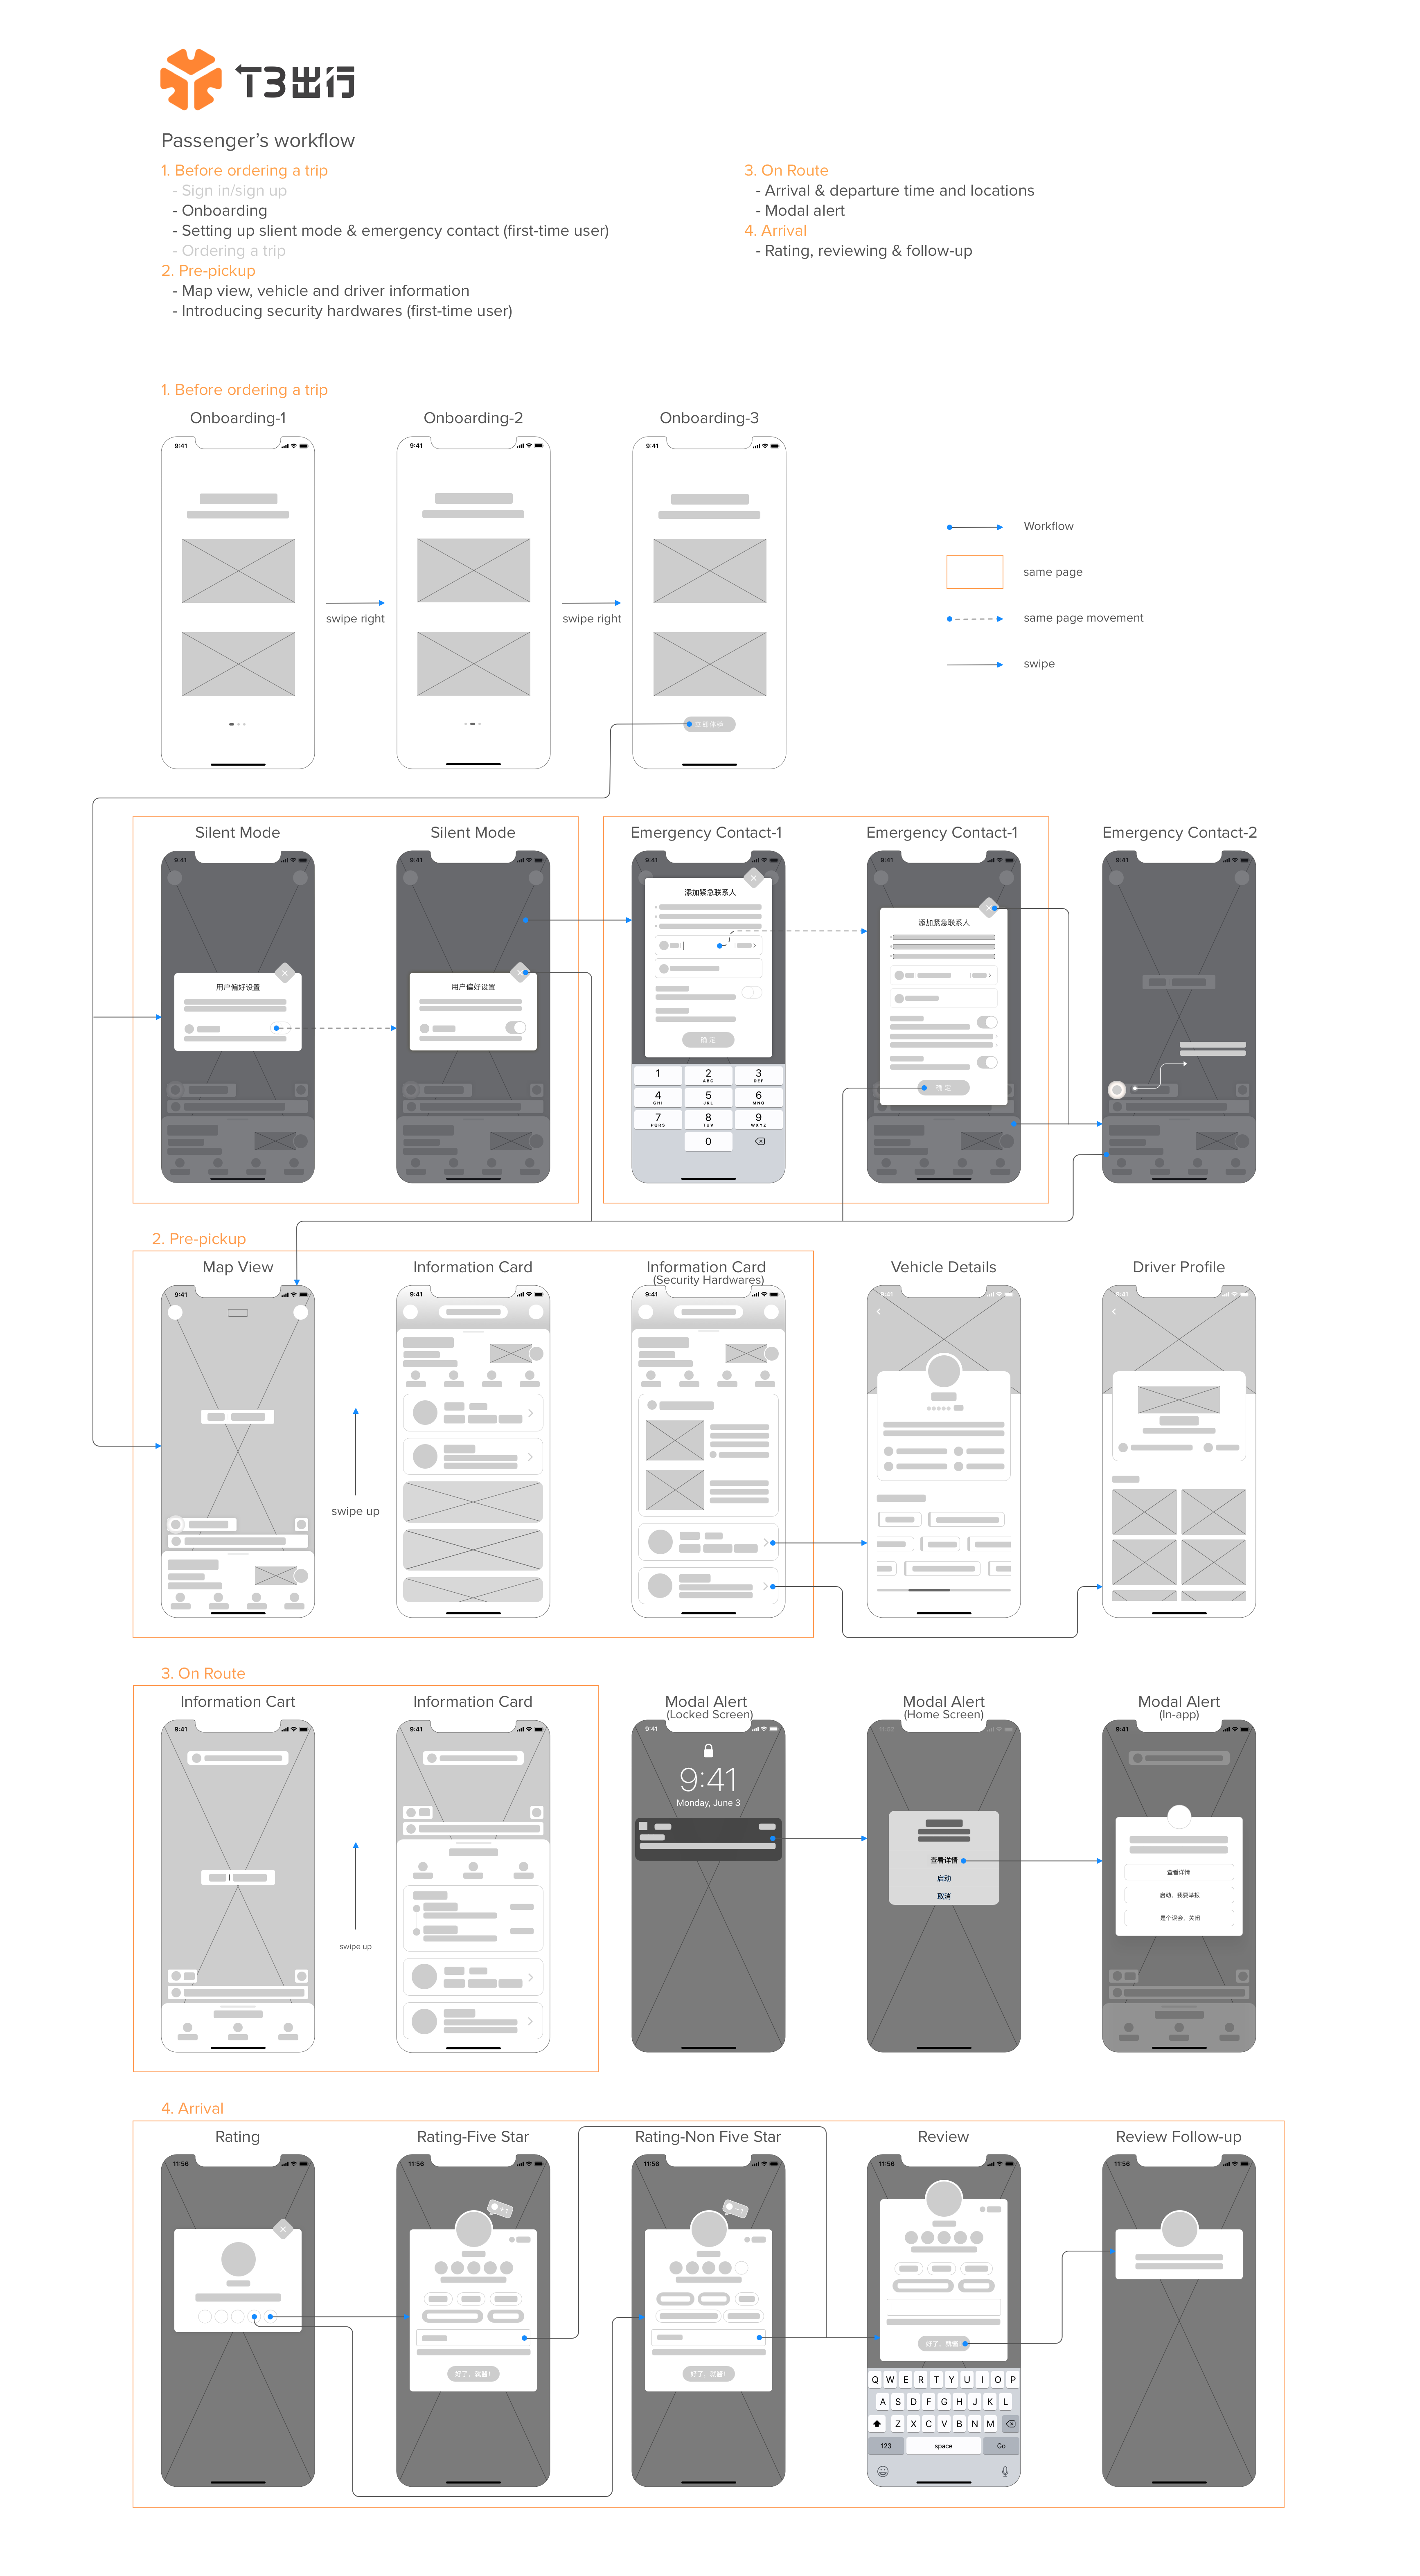 T3出行
Passenger's workflow
1. Before ordering a trip
- Sign in/sign up
- Onboarding
- Setting up slient mode & emergency contact (first-time user)
- Ordering a trip
2. Pre-pickup
- Map view, vehicle and driver information
- Introducing security hardwares (first-time user)
3. On Route
- Arrival & departure time and locations
- Modal alert
4. Arrival
- Rating, reviewing & follow-up
1. Before ordering a trip
Onboarding-1 Onboarding-2 Onboarding-3
9:41 9:41 9:41
Workflow
same page
swipe right swipe right
same page movement
swipe
立即体验
Silent Mode Silent Mode Emergency Contact-1 Emergency Contact-1 Emergency Contact-2
9:41 9:41 9:41 9:41 9:41
添加紧急联系人
添加紧急联系人
用户偏好设置 用户偏好设置
确定
1 2 ABC 3 DEF
4 GHI 5 JKL 6 MNO
7 PQRS 8 TUV 9 WXYZ
0
确定
2. Pre-pickup
Map View Information Card Information Card Vehicle Details Driver Profile
(Security Hardwares)
9:41 9:41 9:41 9:41 9:41
swipe up
3. On Route
Information Cart Information Card Modal Alert Modal Alert Modal Alert
(Locked Screen) (Home Screen) (In-app)
9:41 9:41 9:41 9:41
9:41
Monday, June 3
查看详情
启动
取消
查看详情
启动，我要举报
是个误会，关闭
swipe up
4. Arrival
Rating Rating-Five Star Rating-Non Five Star Review Review Follow-up
11:56 11:56 11:56 11:56 11:56
Q W E R T Y U I O P
A S D F G H J K L
Z X C V B N M
123 space Go